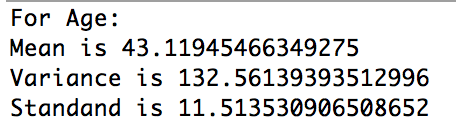 For Age:
Mean is 43.11945466349275
Variance is 132.56139393512996
Standand is 11.513530906508652